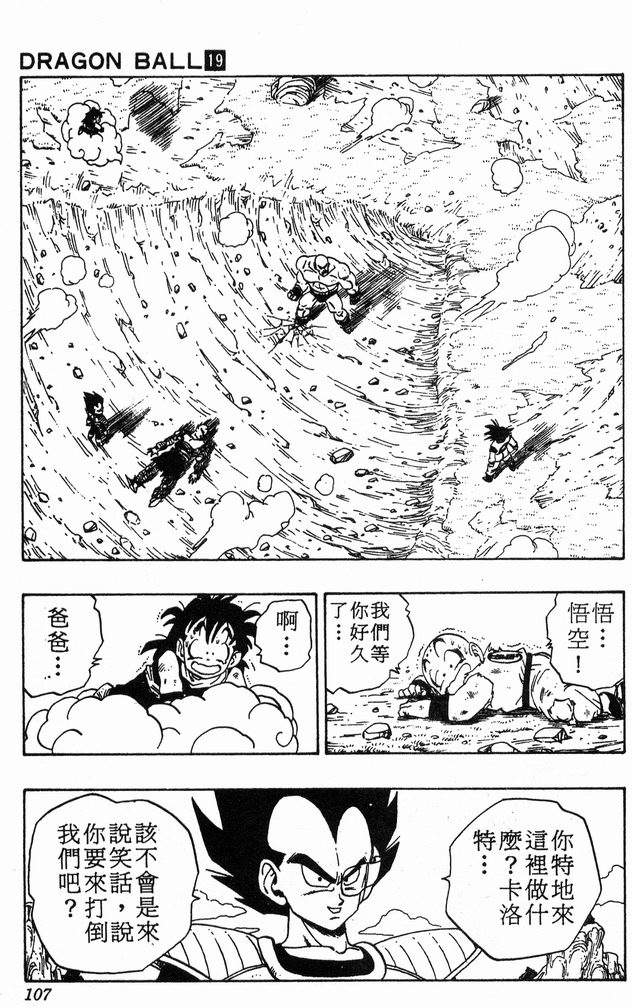 DRAGON BALL 19
悟…
悟空！
我們等
你好久
了…
啊…
爸爸…
你特地來
這裡做什
麼？卡洛
特…
該不會是來
說笑話，說
你要來打倒
我們吧？
107